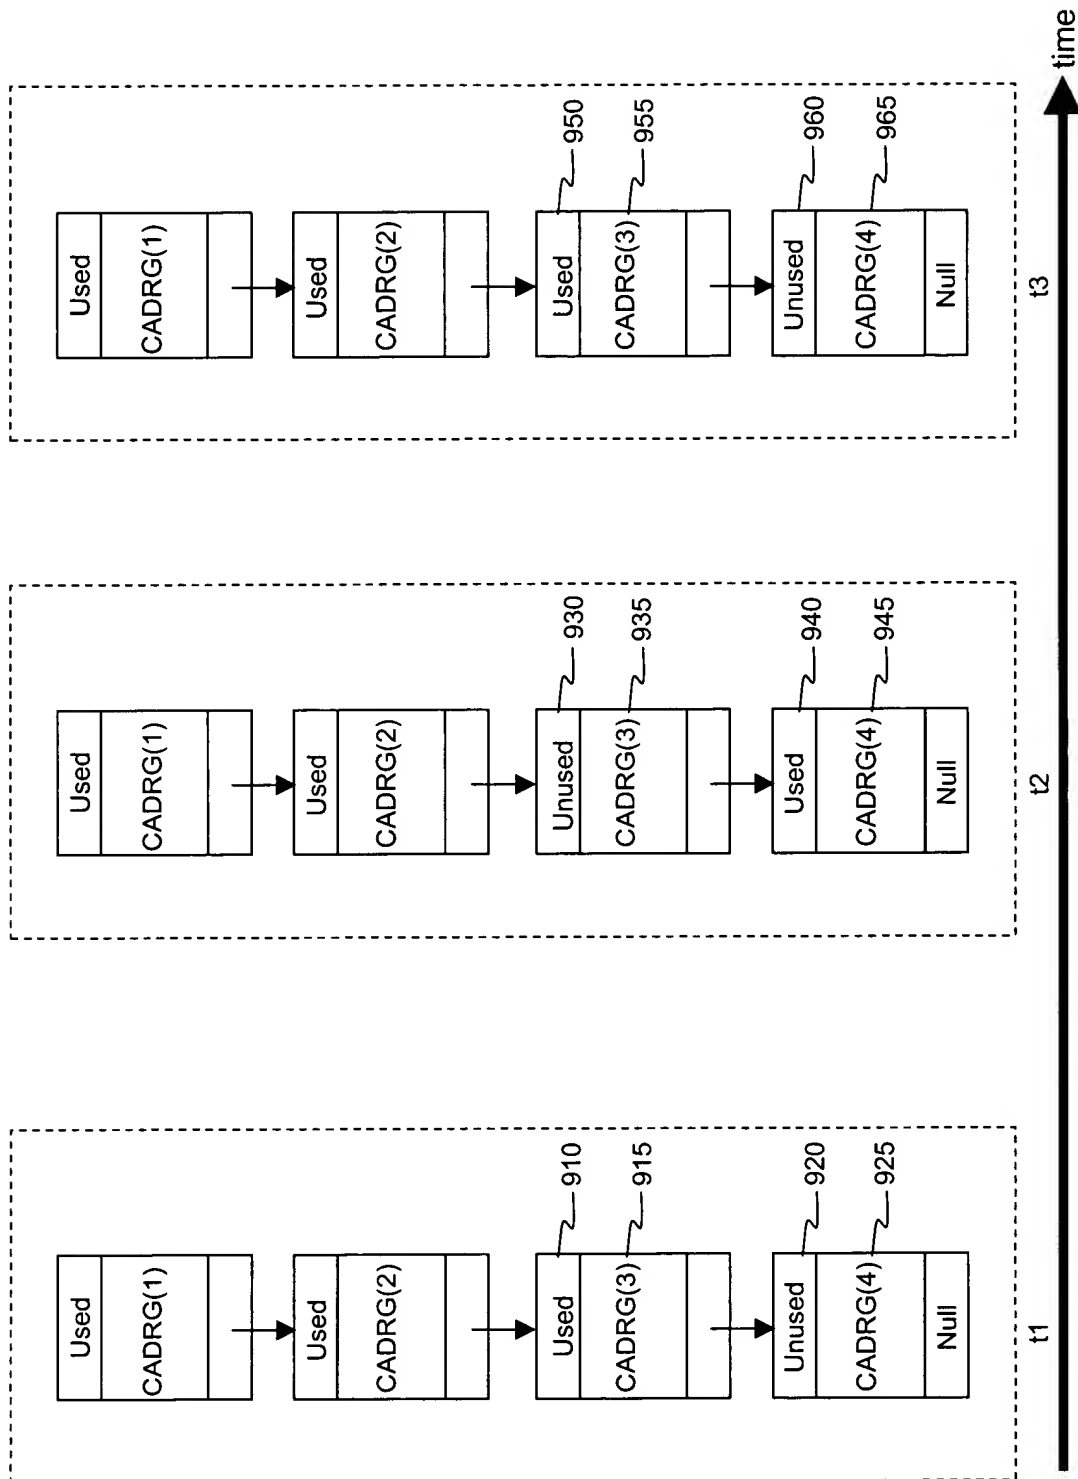 Used
CADRG(1)
Used
CADRG(2)
Used
910
CADRG(3)
915
Unused
920
CADRG(4)
925
Null
t1
Used
CADRG(1)
Used
CADRG(2)
Unused
930
CADRG(3)
935
Used
940
CADRG(4)
945
Null
t2
Used
CADRG(1)
Used
CADRG(2)
Used
950
CADRG(3)
955
Unused
960
CADRG(4)
965
Null
t3
time